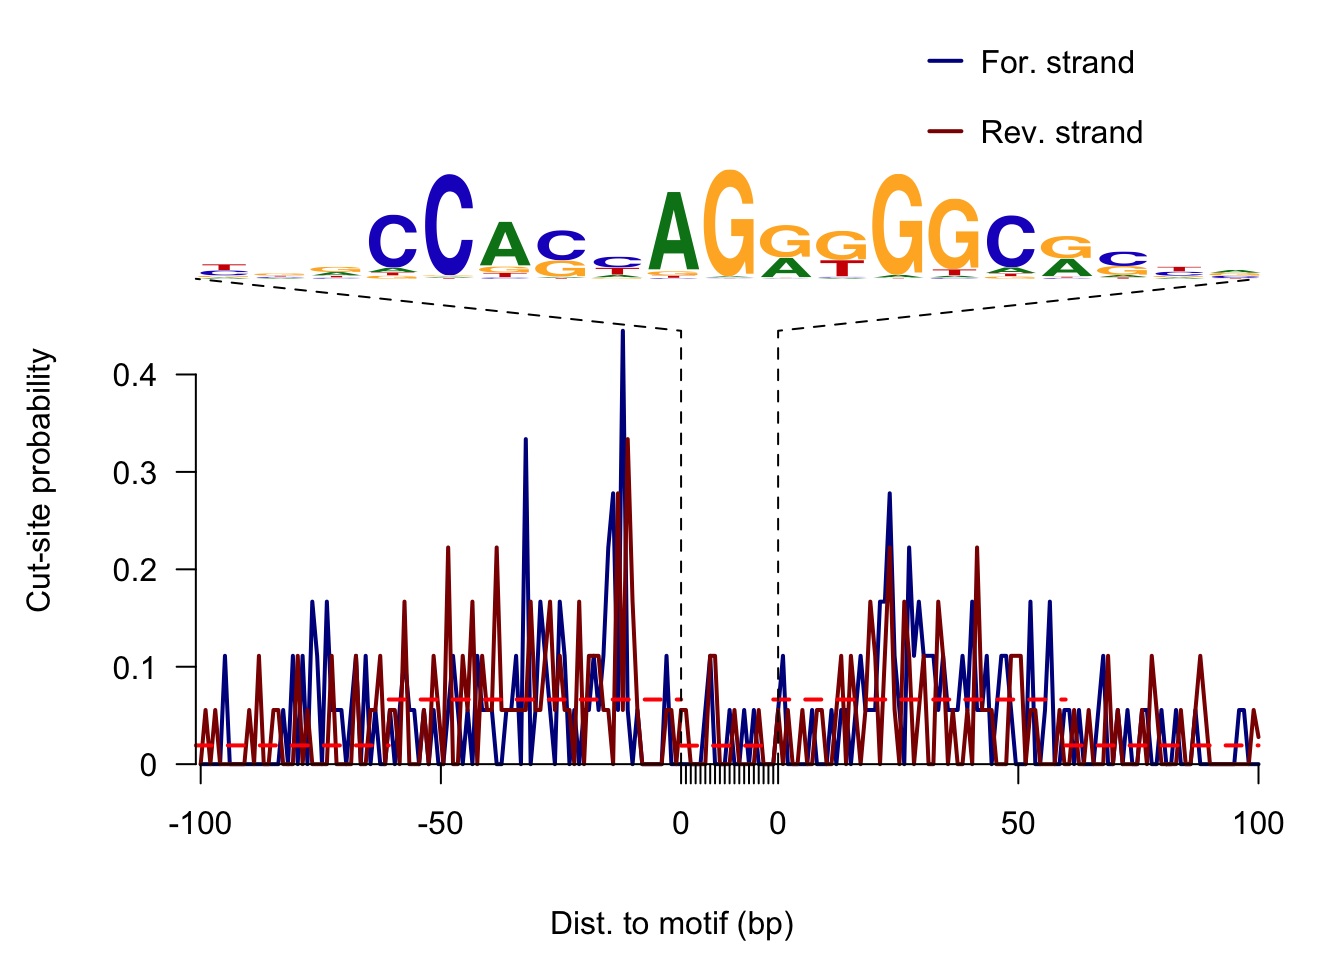 For. strand
Rev. strand
CCACCAGGGGGCGC
Cut-site probability
0.4
0.3
0.2
0.1
0
-100
-50
0
0
50
100
Dist. to motif (bp)